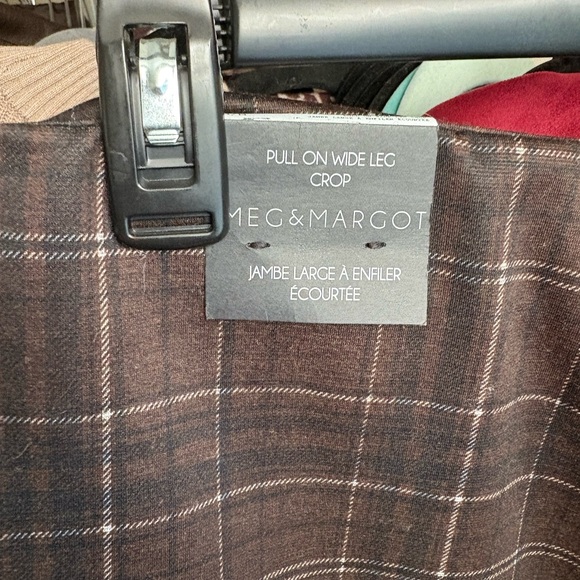 PULL ON WIDE LEG
CROP
MEG&MARGOT
JAMBE LARGE À ENFILER
ÉCOURTÉE